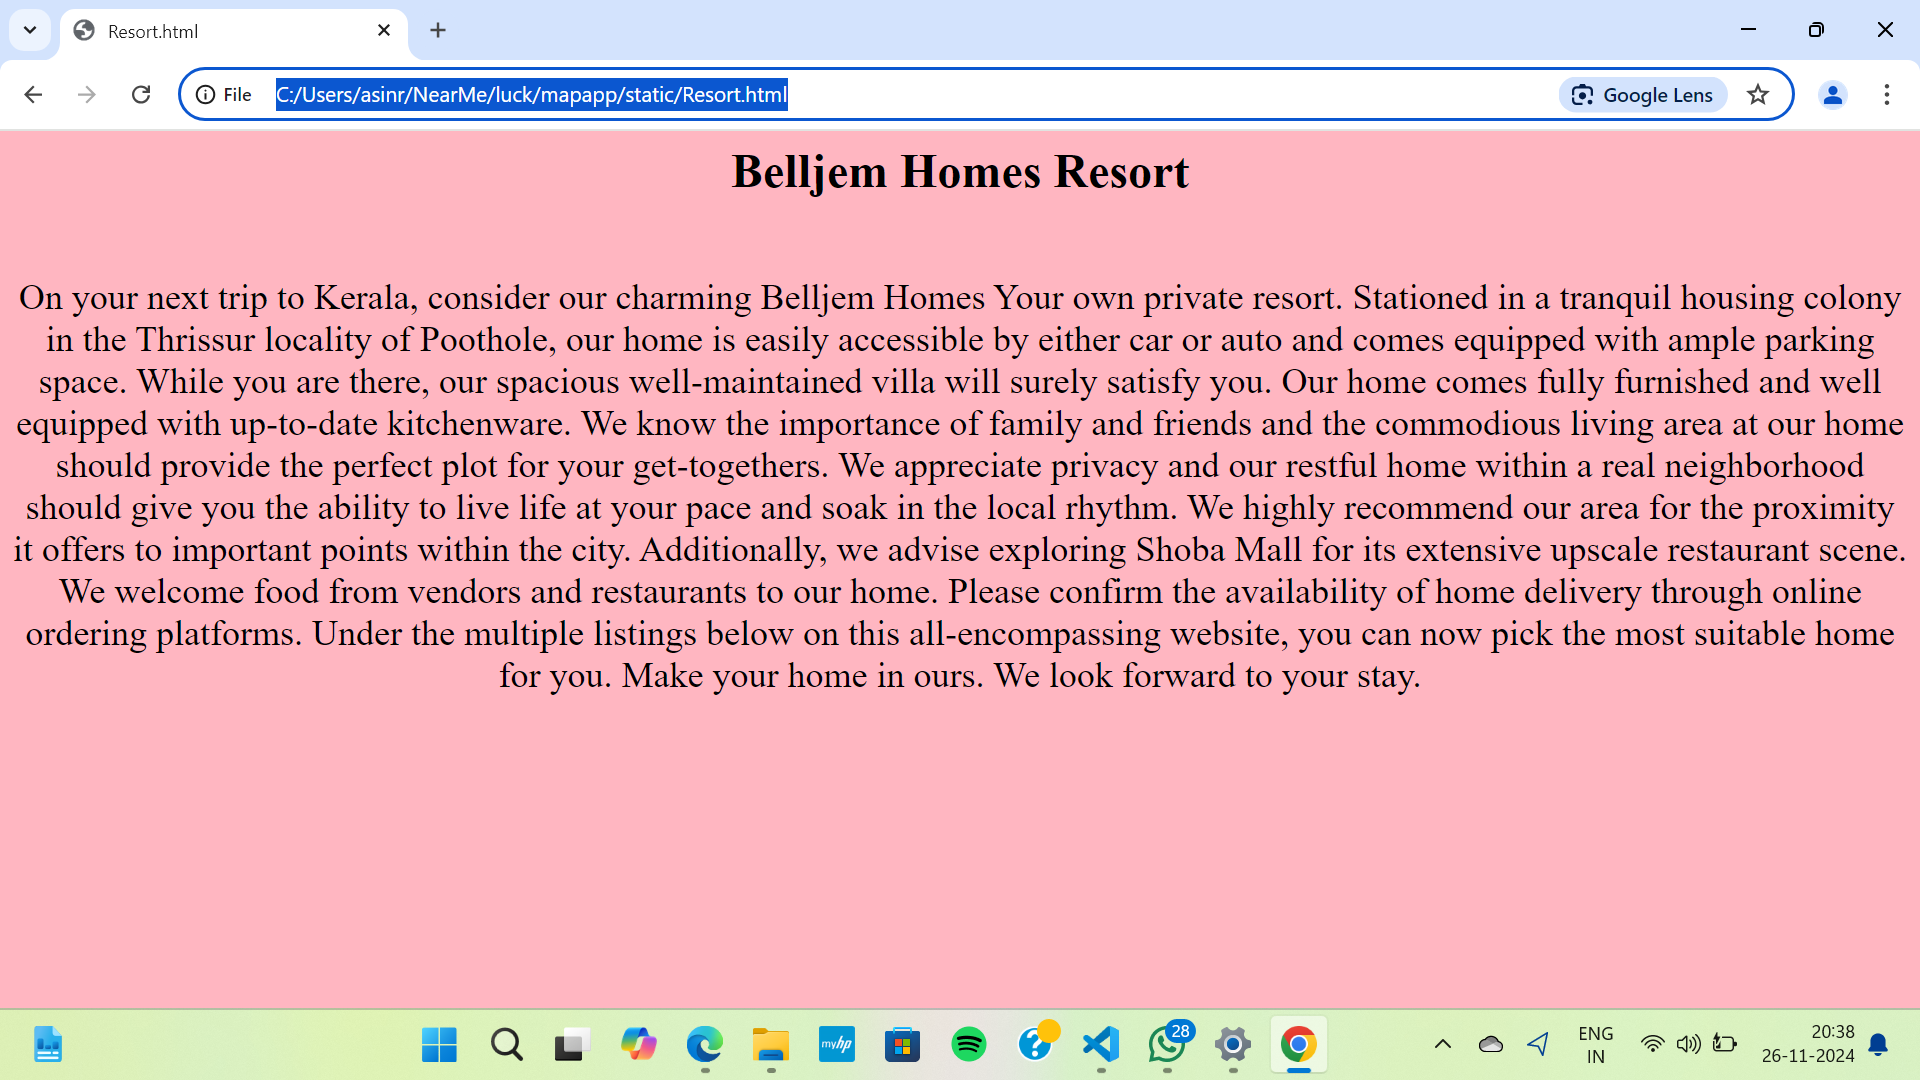 Resort.html
File C:/Users/asinr/NearMe/luck/mapapp/static/Resort.html Google Lens
Belljem Homes Resort
On your next trip to Kerala, consider our charming Belljem Homes Your own private resort. Stationed in a tranquil housing colony
in the Thrissur locality of Poothole, our home is easily accessible by either car or auto and comes equipped with ample parking
space. While you are there, our spacious well-maintained villa will surely satisfy you. Our home comes fully furnished and well
equipped with up-to-date kitchenware. We know the importance of family and friends and the commodious living area at our home
should provide the perfect plot for your get-togethers. We appreciate privacy and our restful home within a real neighborhood
should give you the ability to live life at your pace and soak in the local rhythm. We highly recommend our area for the proximity
it offers to important points within the city. Additionally, we advise exploring Shoba Mall for its extensive upscale restaurant scene.
We welcome food from vendors and restaurants to our home. Please confirm the availability of home delivery through online
ordering platforms. Under the multiple listings below on this all-encompassing website, you can now pick the most suitable home
for you. Make your home in ours. We look forward to your stay.
myhp
28
ENG
IN
20:38
26-11-2024